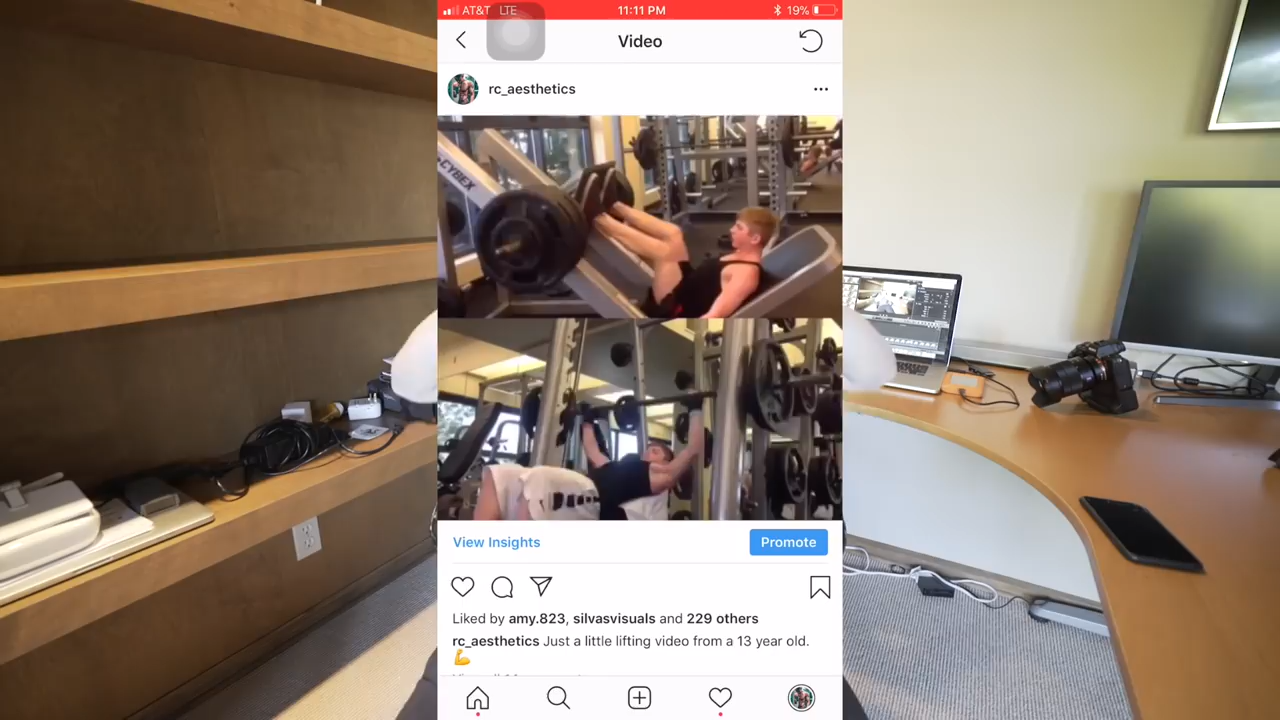 AT&T LTE 11:11 PM 19%
Video
rc_aesthetics
CYBEX
View Insights Promote
Liked by amy.823, silvasvisuals and 229 others
rc_aesthetics Just a little lifting video from a 13 year old.
💪